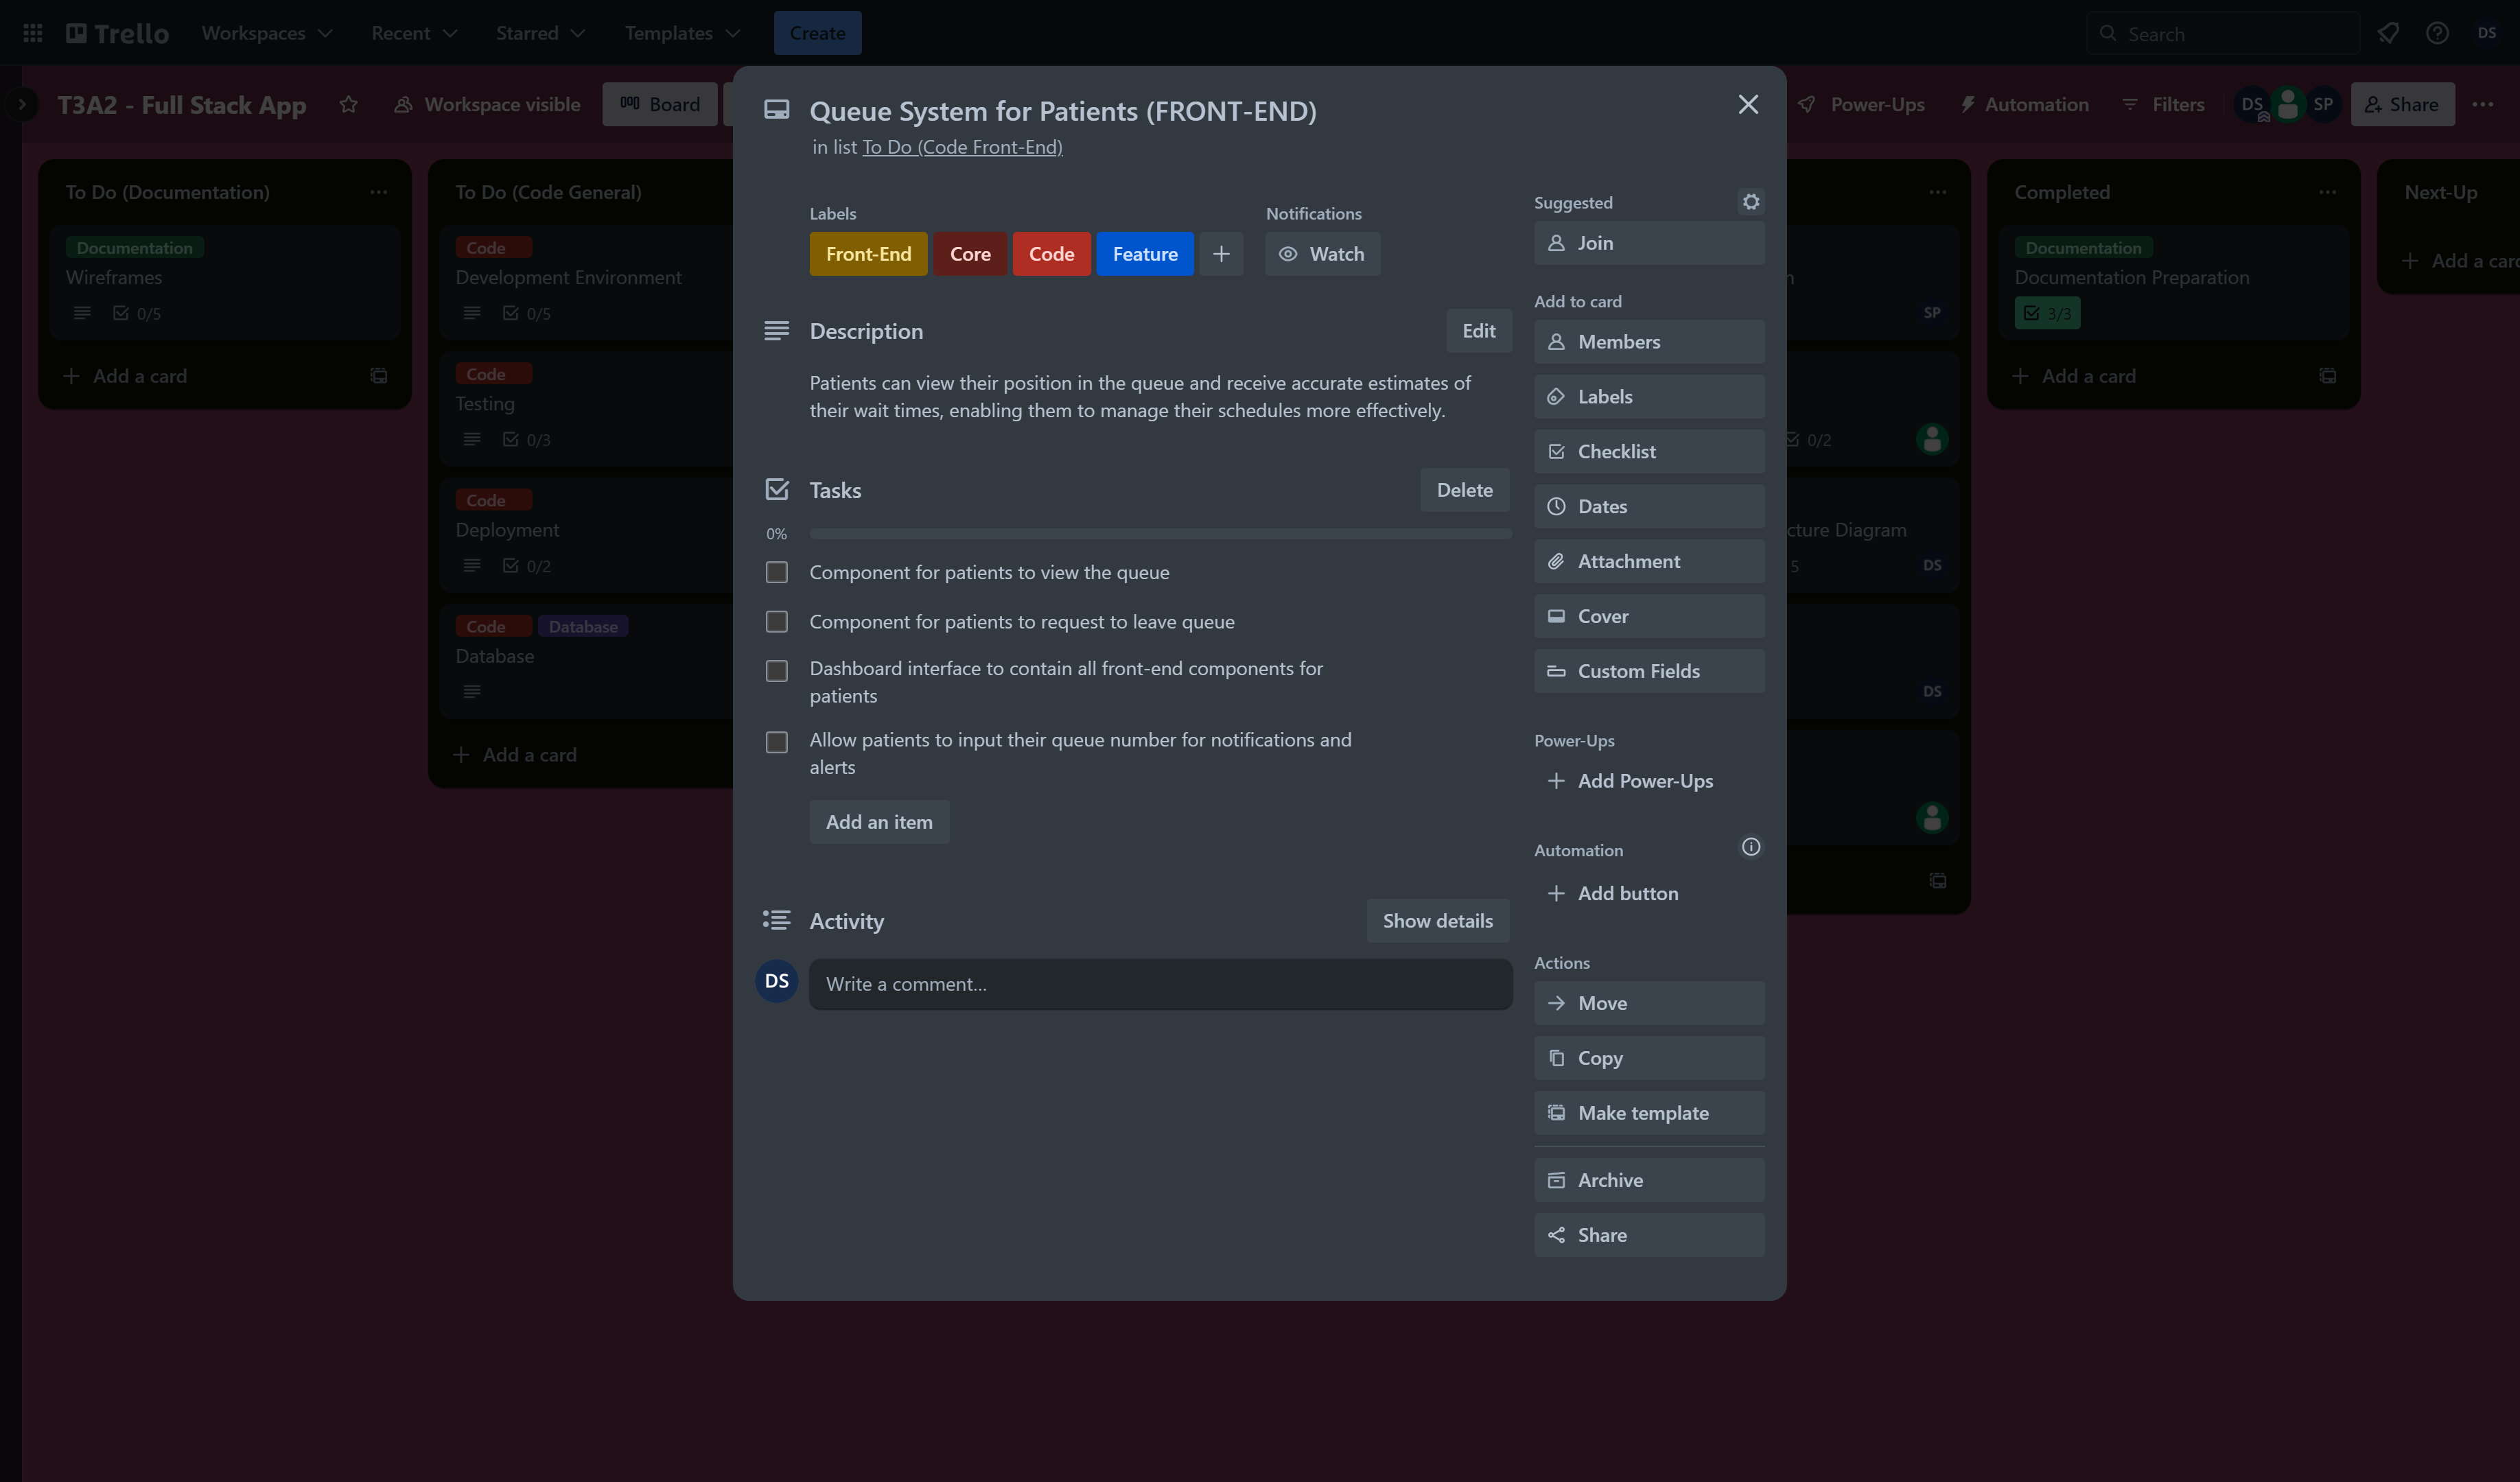 Trello
Workspaces
Recent
Starred
Templates
Create
Search
DS
T3A2 - Full Stack App
Workspace visible
Board
Power-Ups
Automation
Filters
DS
SP
Share
To Do (Documentation)
Documentation
Wireframes
0/5
Add a card
To Do (Code General)
Code
Development Environment
0/5
Code
Testing
0/3
Code
Deployment
0/2
Code
Database
Database
Add a card
Queue System for Patients (FRONT-END)
in list To Do (Code Front-End)
Labels
Front-End
Core
Code
Feature
Notifications
Watch
Description
Edit
Patients can view their position in the queue and receive accurate estimates of
their wait times, enabling them to manage their schedules more effectively.
Tasks
Delete
0%
Component for patients to view the queue
Component for patients to request to leave queue
Dashboard interface to contain all front-end components for
patients
Allow patients to input their queue number for notifications and
alerts
Add an item
Activity
Show details
DS
Write a comment...
Suggested
Join
Add to card
Members
Labels
Checklist
Dates
Attachment
Cover
Custom Fields
Power-Ups
Add Power-Ups
Automation
Add button
Actions
Move
Copy
Make template
Archive
Share
SP
0/2
cture Diagram
5
DS
DS
Completed
Documentation
Documentation Preparation
3/3
Add a card
Next-Up
Add a car